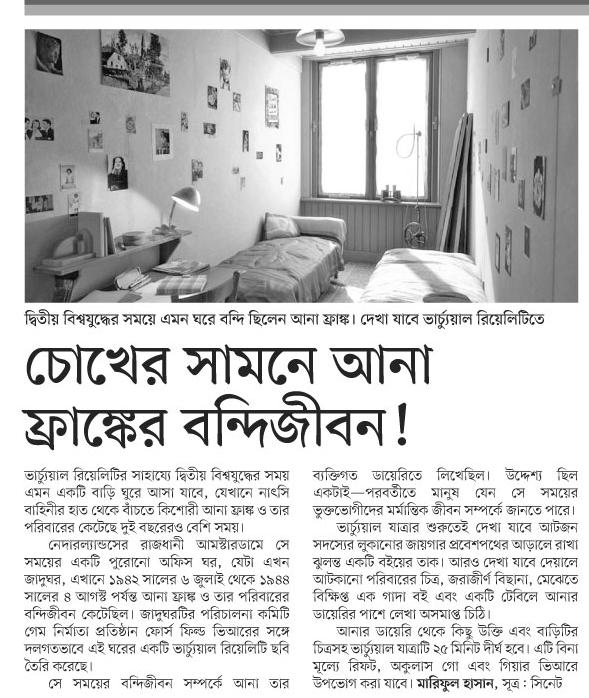 দ্বিতীয় বিশ্বযুদ্ধের সময়ে এমন ঘরে বন্দি ছিলেন আনা ফ্রাঙ্ক। দেখা যাবে ভার্চ্যুয়াল রিয়েলিটিতে
চোখের সামনে আনা
ফ্রাঙ্কের বন্দিজীবন!
ভার্চ্যুয়াল রিয়েলিটির সাহায্যে দ্বিতীয় বিশ্বযুদ্ধের সময়
এমন একটি বাড়ি ঘুরে আসা যাবে, যেখানে নাৎসি
বাহিনীর হাত থেকে বাঁচতে কিশোরী আনা ফ্রাঙ্ক ও তার
পরিবারের কেটেছে দুই বছরেরও বেশি সময়।
নেদারল্যান্ডসের রাজধানী আমস্টারডামে সে
সময়ের একটি পুরোনো অফিস ঘর, যেটা এখন
জাদুঘর, এখানে ১৯৪২ সালের ৬ জুলাই থেকে ১৯৪৪
সালের ৪ আগস্ট পর্যন্ত আনা ফ্রাঙ্ক ও তার পরিবারের
বন্দিজীবন কেটেছিল। জাদুঘরটির পরিচালনা কমিটি
গেম নির্মাতা প্রতিষ্ঠান ফোর্স ফিল্ড ভিআরের সঙ্গে
দলগতভাবে এই ঘরের একটি ভার্চ্যুয়াল রিয়েলিটি ছবি
তৈরি করেছে।
সে সময়ের বন্দিজীবন সম্পর্কে আনা তার
ব্যক্তিগত ডায়েরিতে লিখেছিল। উদ্দেশ্য ছিল
একটাই—পরবর্তীতে মানুষ যেন সে সময়ের
ভুক্তভোগীদের মর্মান্তিক জীবন সম্পর্কে জানতে পারে।
ভার্চ্যুয়াল যাত্রার শুরুতেই দেখা যাবে আটজন
সদস্যের লুকানোর জায়গার প্রবেশপথের আড়ালে রাখা
ঝুলন্ত একটি বইয়ের তাক। আরও দেখা যাবে দেয়ালে
আটকানো পরিবারের চিত্র, জরাজীর্ণ বিছানা, মেঝেতে
বিক্ষিপ্ত এক গাদা বই এবং একটি টেবিলে আনার
ডায়েরির পাশে লেখা অসমাপ্ত চিঠি।
আনার ডায়েরি থেকে কিছু উক্তি এবং বাড়িটির
চিত্রসহ ভার্চ্যুয়াল যাত্রাটি ২৫ মিনিট দীর্ঘ হবে। এটি বিনা
মূল্যে রিফট, অকুলাস গো এবং গিয়ার ভিআরে
উপভোগ করা যাবে। মারিফুল হাসান, সূত্র : সিনেট